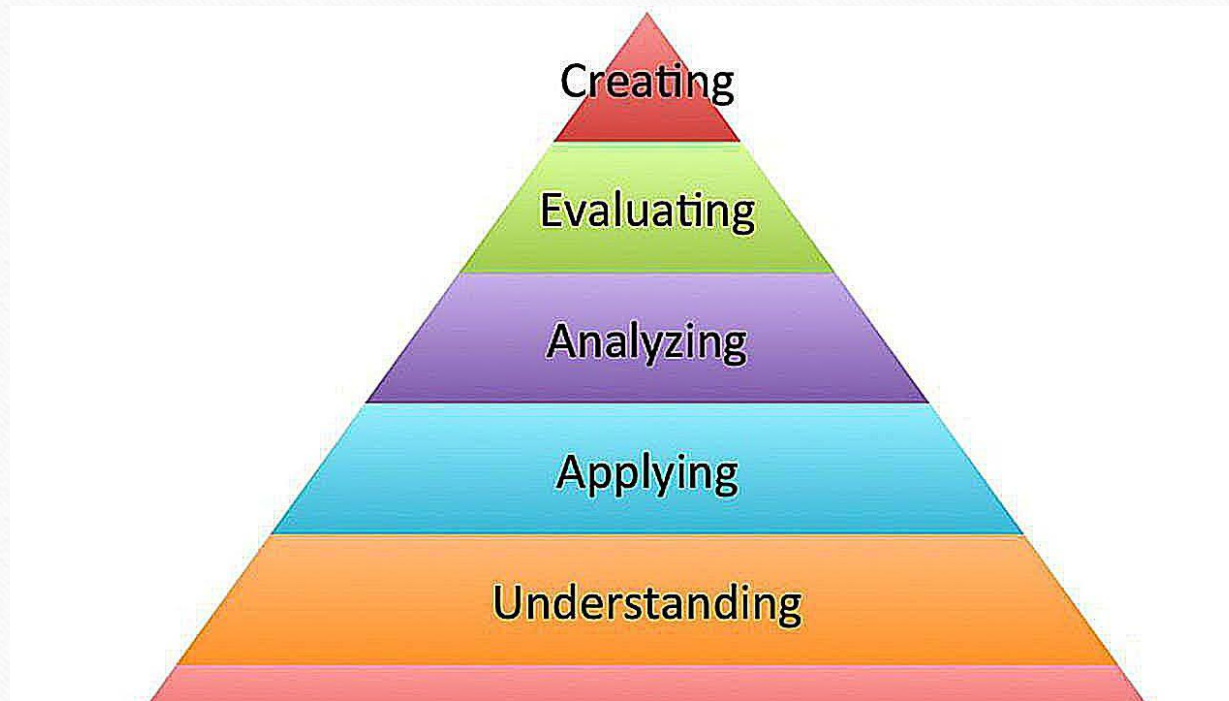 Creating
Evaluating
Analyzing
Applying
Understanding